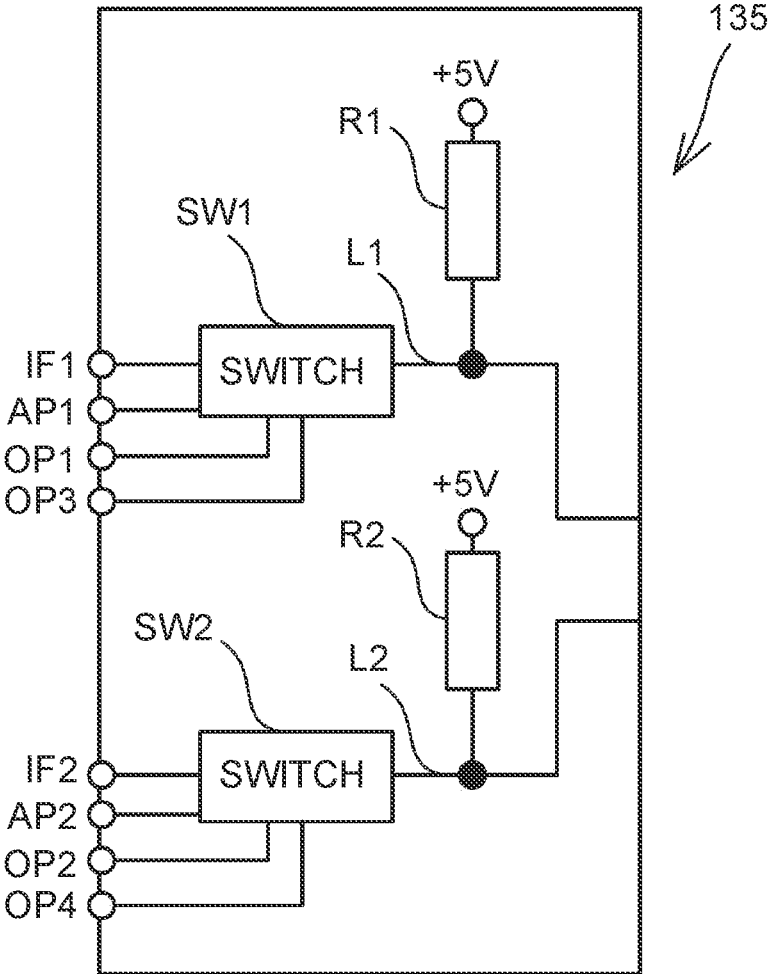 135
+5V
R1
SW1
L1
IF1
SWITCH
AP1
OP1
OP3
+5V
R2
SW2
L2
IF2
SWITCH
AP2
OP2
OP4